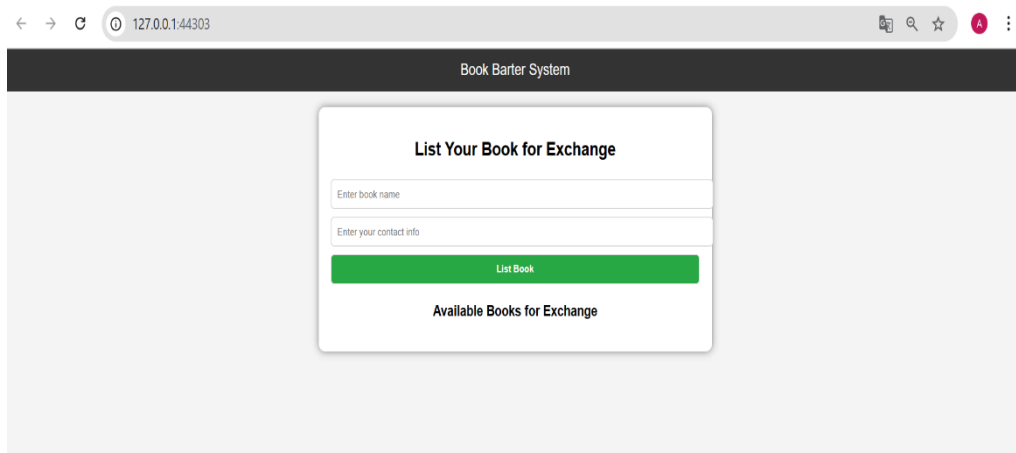 127.0.0.1:44303
A
Book Barter System
List Your Book for Exchange
Enter book name
Enter your contact info
List Book
Available Books for Exchange